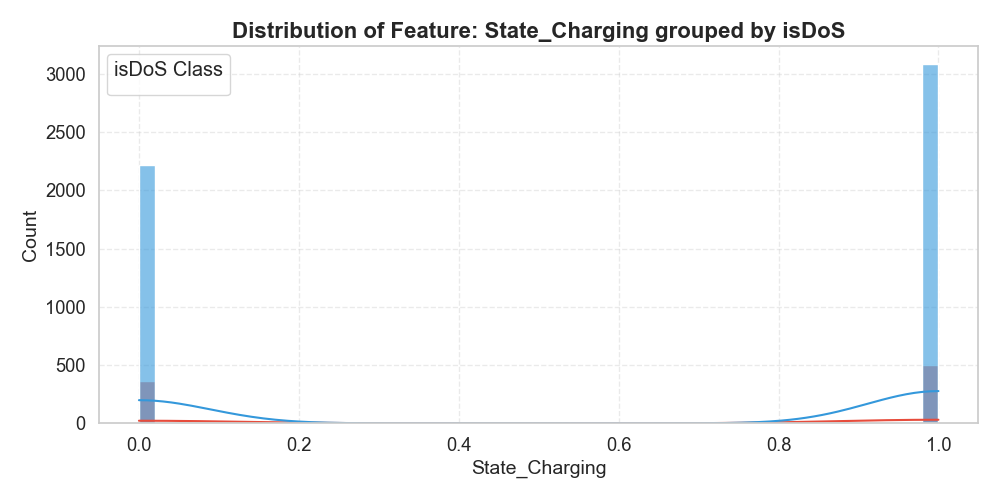 Distribution of Feature: State_Charging grouped by isDoS
isDoS Class
3000
2500
2000
1500
1000
500
0
Count
0.0 0.2 0.4 0.6 0.8 1.0
State_Charging